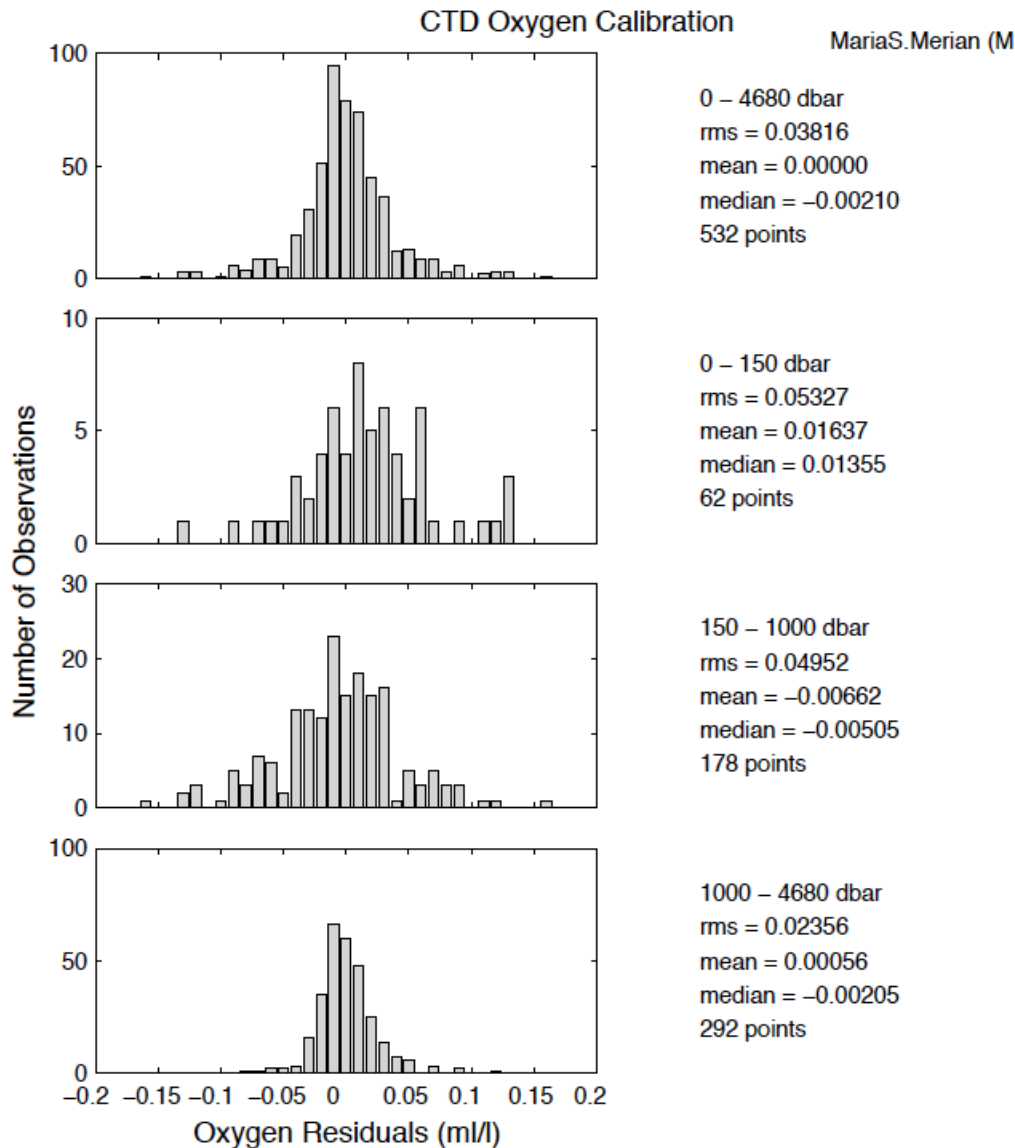 CTD Oxygen Calibration
MariaS.Merian (M
100
50
0
0 − 4680 dbar
rms = 0.03816
mean = 0.00000
median = −0.00210
532 points
10
5
0
0 − 150 dbar
rms = 0.05327
mean = 0.01637
median = 0.01355
62 points
Number of Observations
30
20
10
0
150 − 1000 dbar
rms = 0.04952
mean = −0.00662
median = −0.00505
178 points
100
50
0
1000 − 4680 dbar
rms = 0.02356
mean = 0.00056
median = −0.00205
292 points
−0.2 −0.15 −0.1 −0.05 0 0.05 0.1 0.15 0.2
Oxygen Residuals (ml/l)